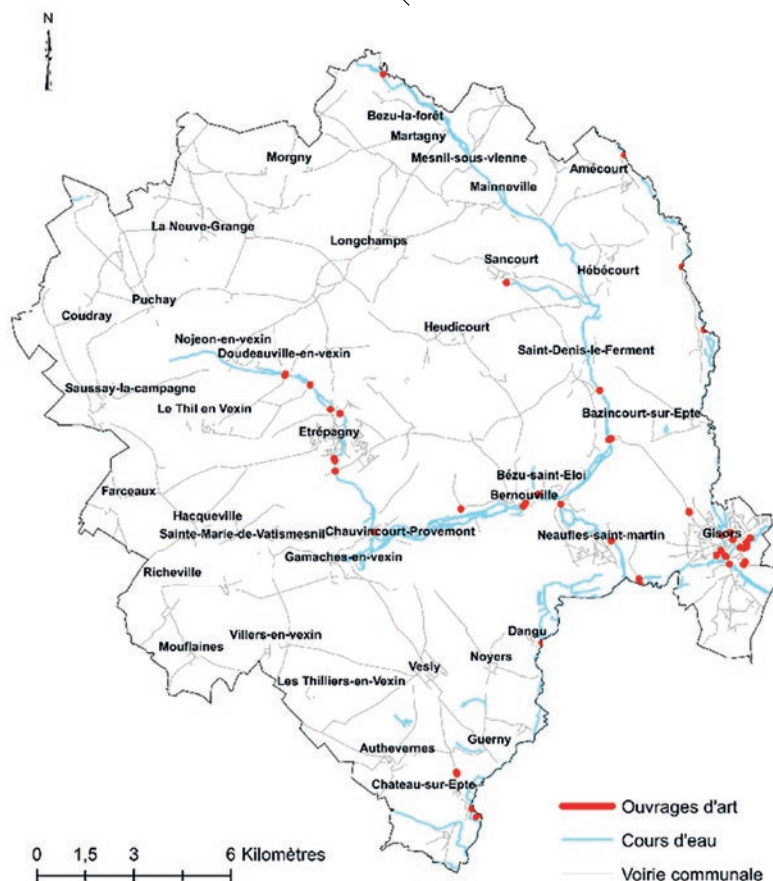 N
Bezu-la-forêt
Martagny
Morgny
Mesnil-sous-vienne
Amécourt
Mainneville
La Neuve-Grange
Longchamps
Sancourt
Hébécourt
Puchay
Coudray
Heudicourt
Nojeon-en-vexin
Saint-Denis-le-Ferment
Doudeauville-en-vexin
Saussay-la-campagne
Le Thil en Vexin
Bazincourt-sur-Epte
Etrépagny
Bézu-saint-Eloi
Farceaux
Bernouville
Hacqueville
Sainte-Marie-de-Vatismesnil
Chauvincourt-Provemont
Neaufles-saint-martin
Gisors
Gamaches-en-vexin
Richeville
Villers-en-vexin
Dangu
Mouflaines
Noyers
Vesly
Les Thilliers-en-Vexin
Guerny
Authevernes
Chateau-sur-Epte
Ouvrages d'art
Cours d'eau
Voirie communale
0 1,5 3 6 Kilomètres